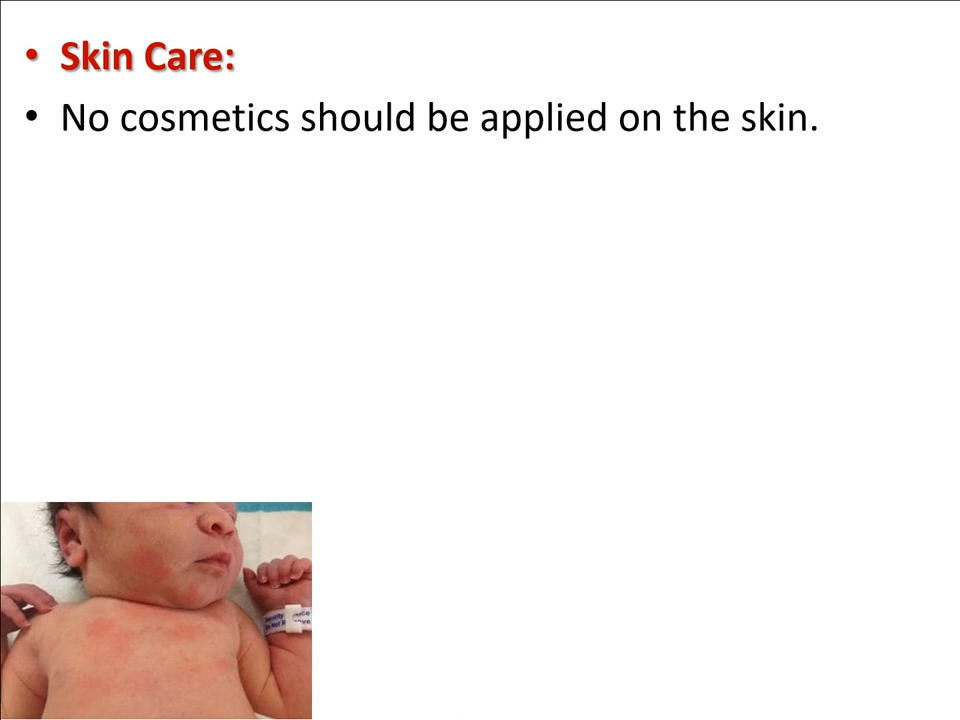 • Skin Care:
• No cosmetics should be applied on the skin.